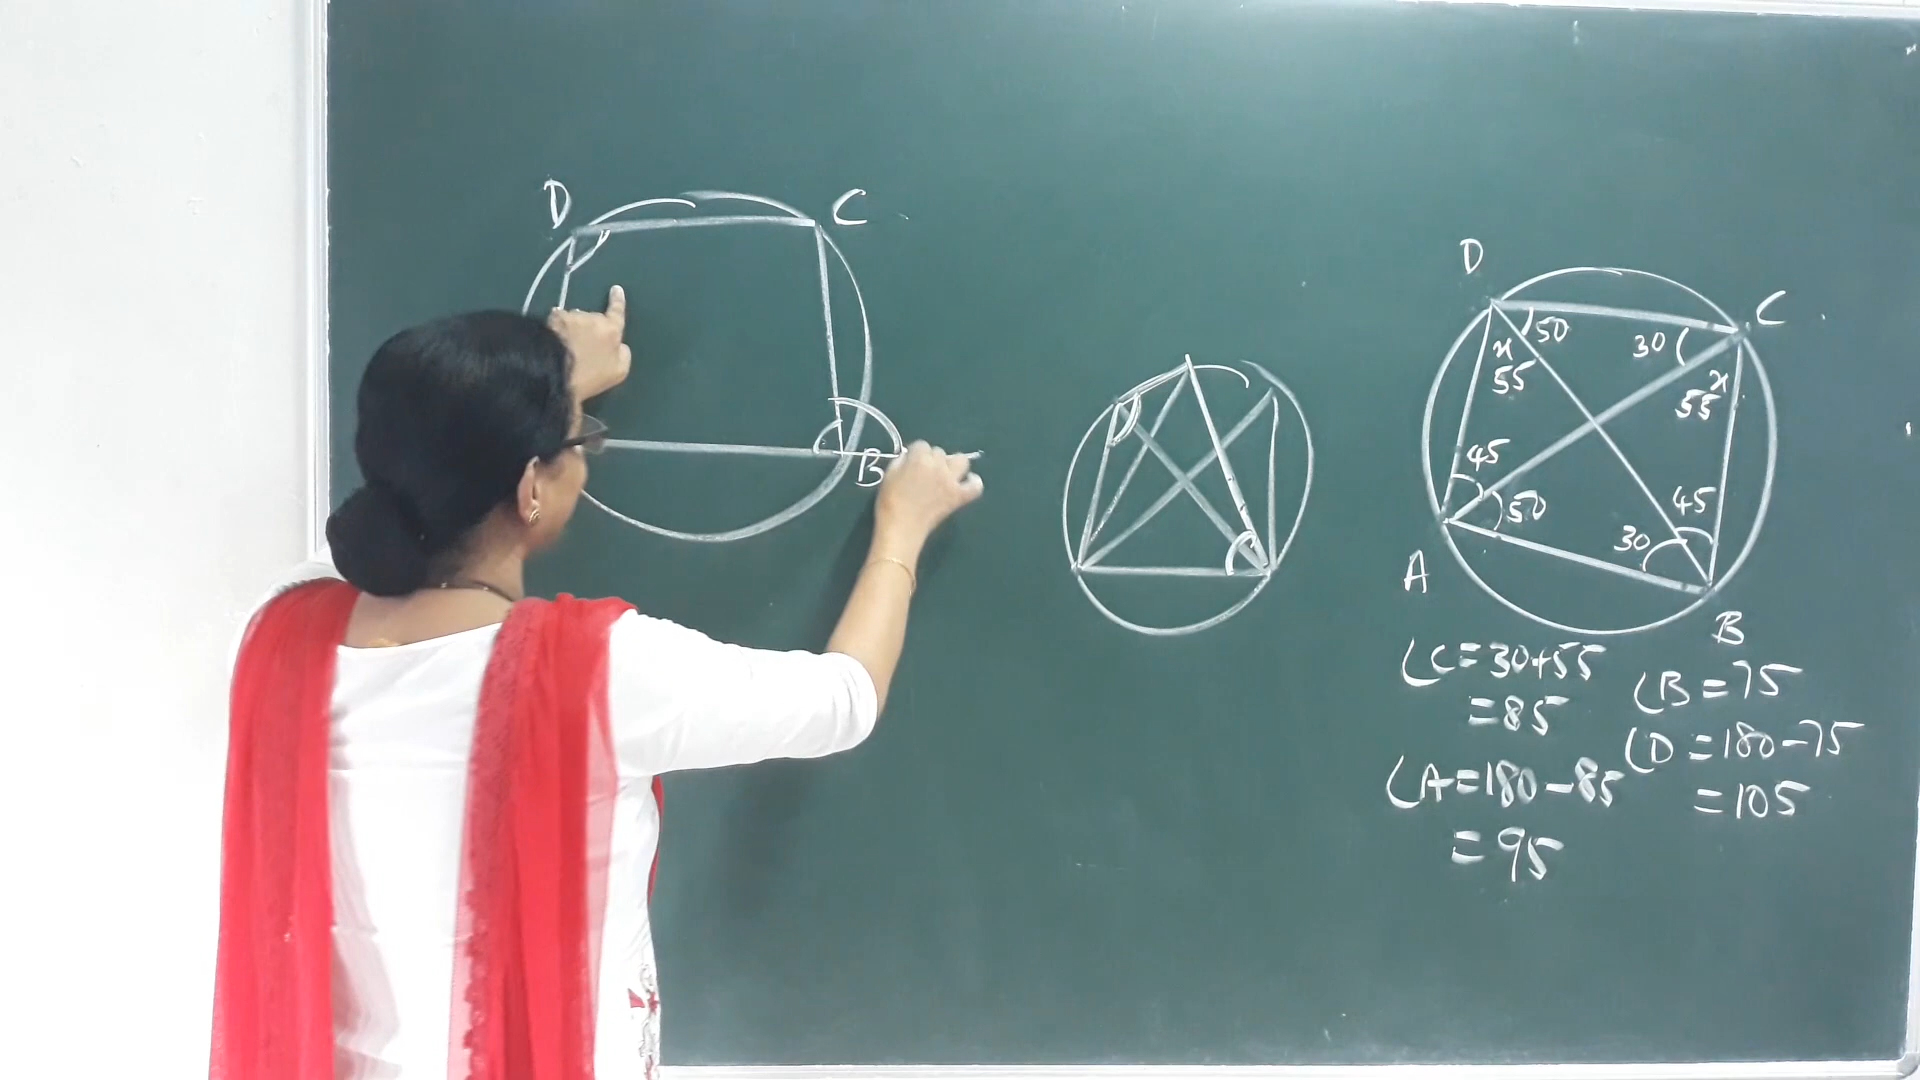 D C
B
D
C
50
30
x
55
x
55
45
50
45
30
A
B
∠C=30+55
=85
∠A=180-85
=95
∠B=75
∠D=180-75
=105